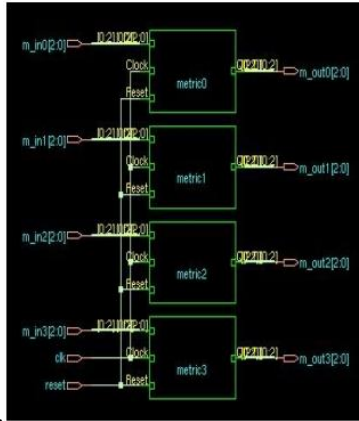 m_in0[2:0]
Clock
metric0
m_out0[2:0]
Reset
m_in1[2:0]
Clock
metric1
m_out1[2:0]
Reset
m_in2[2:0]
Clock
metric2
m_out2[2:0]
Reset
m_in3[2:0]
clk
Clock
metric3
m_out3[2:0]
reset
Reset